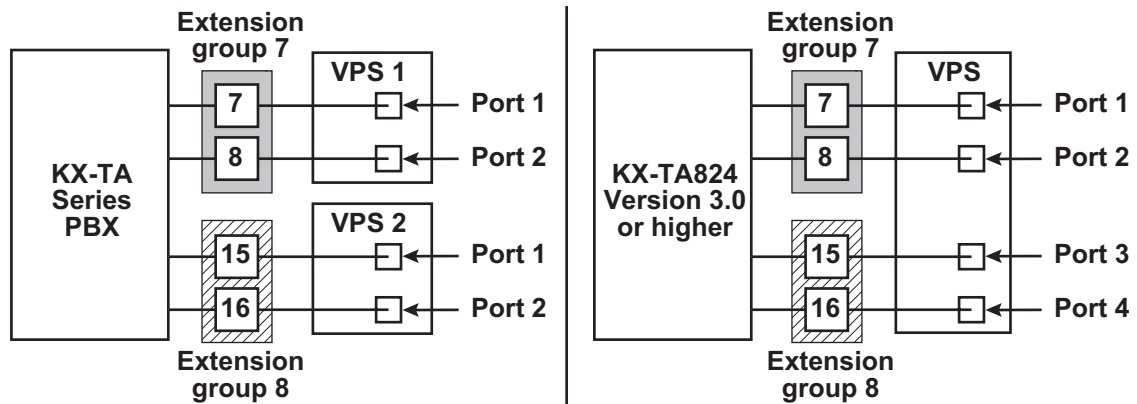 Extension
group 7
VPS 1
7
Port 1
8
Port 2
KX-TA
Series
PBX
VPS 2
15
Port 1
16
Port 2
Extension
group 8
Extension
group 7
VPS
7
Port 1
8
Port 2
KX-TA824
Version 3.0
or higher
15
Port 3
16
Port 4
Extension
group 8